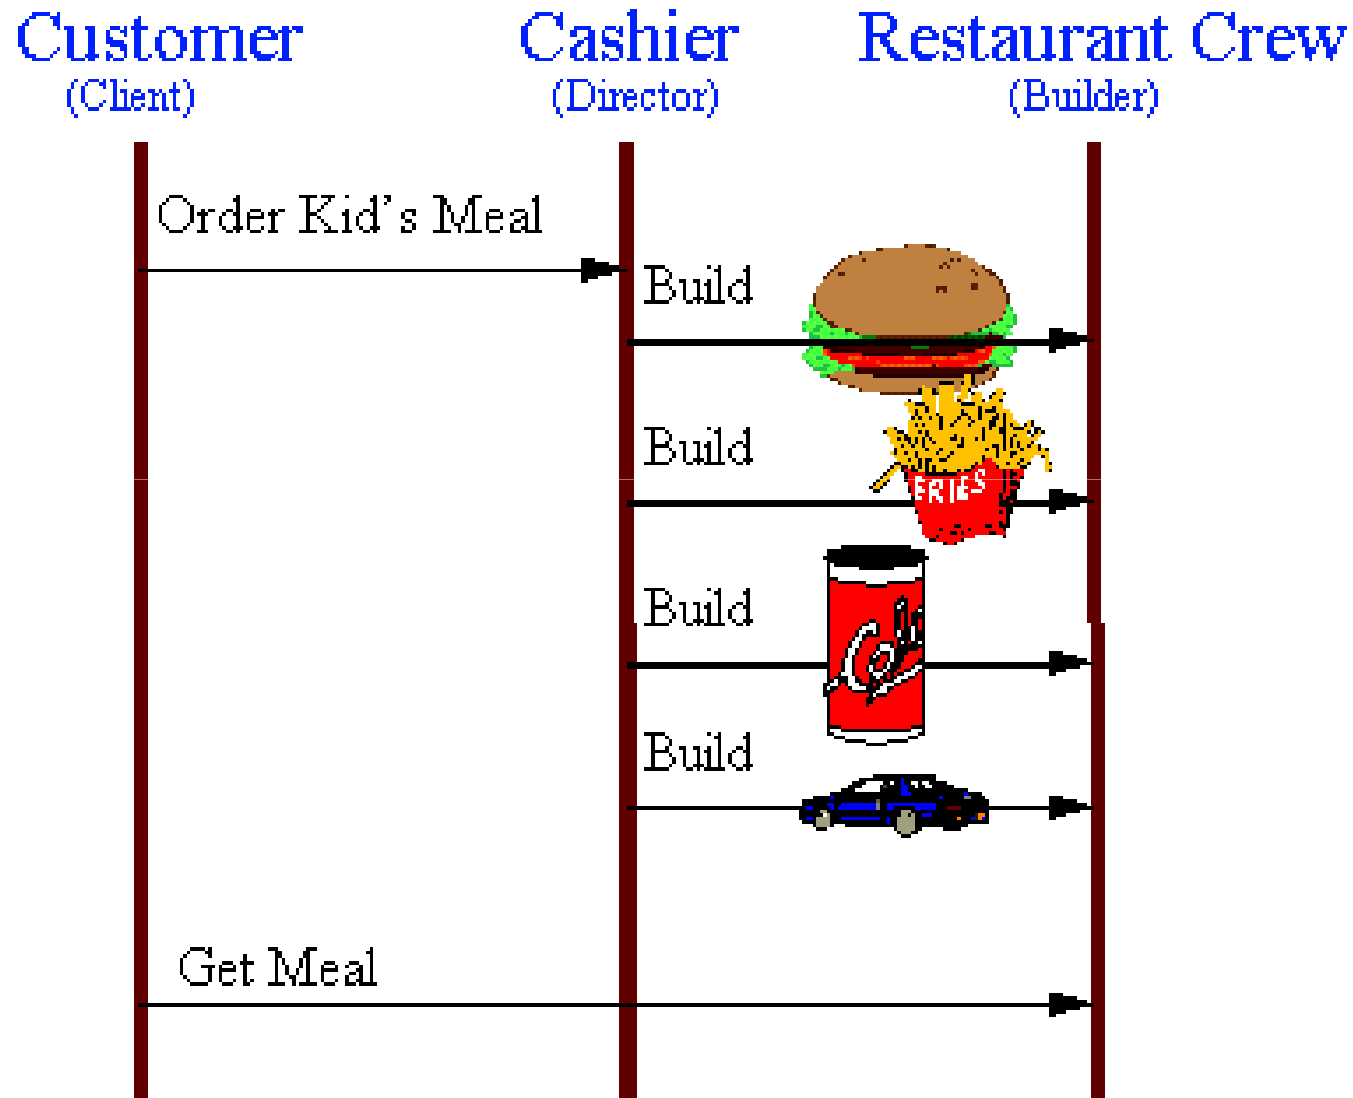 Customer
(Client)
Cashier
(Director)
Restaurant Crew
(Builder)
Order Kid's Meal
Build
Build
FRIES
Build
Build
Get Meal